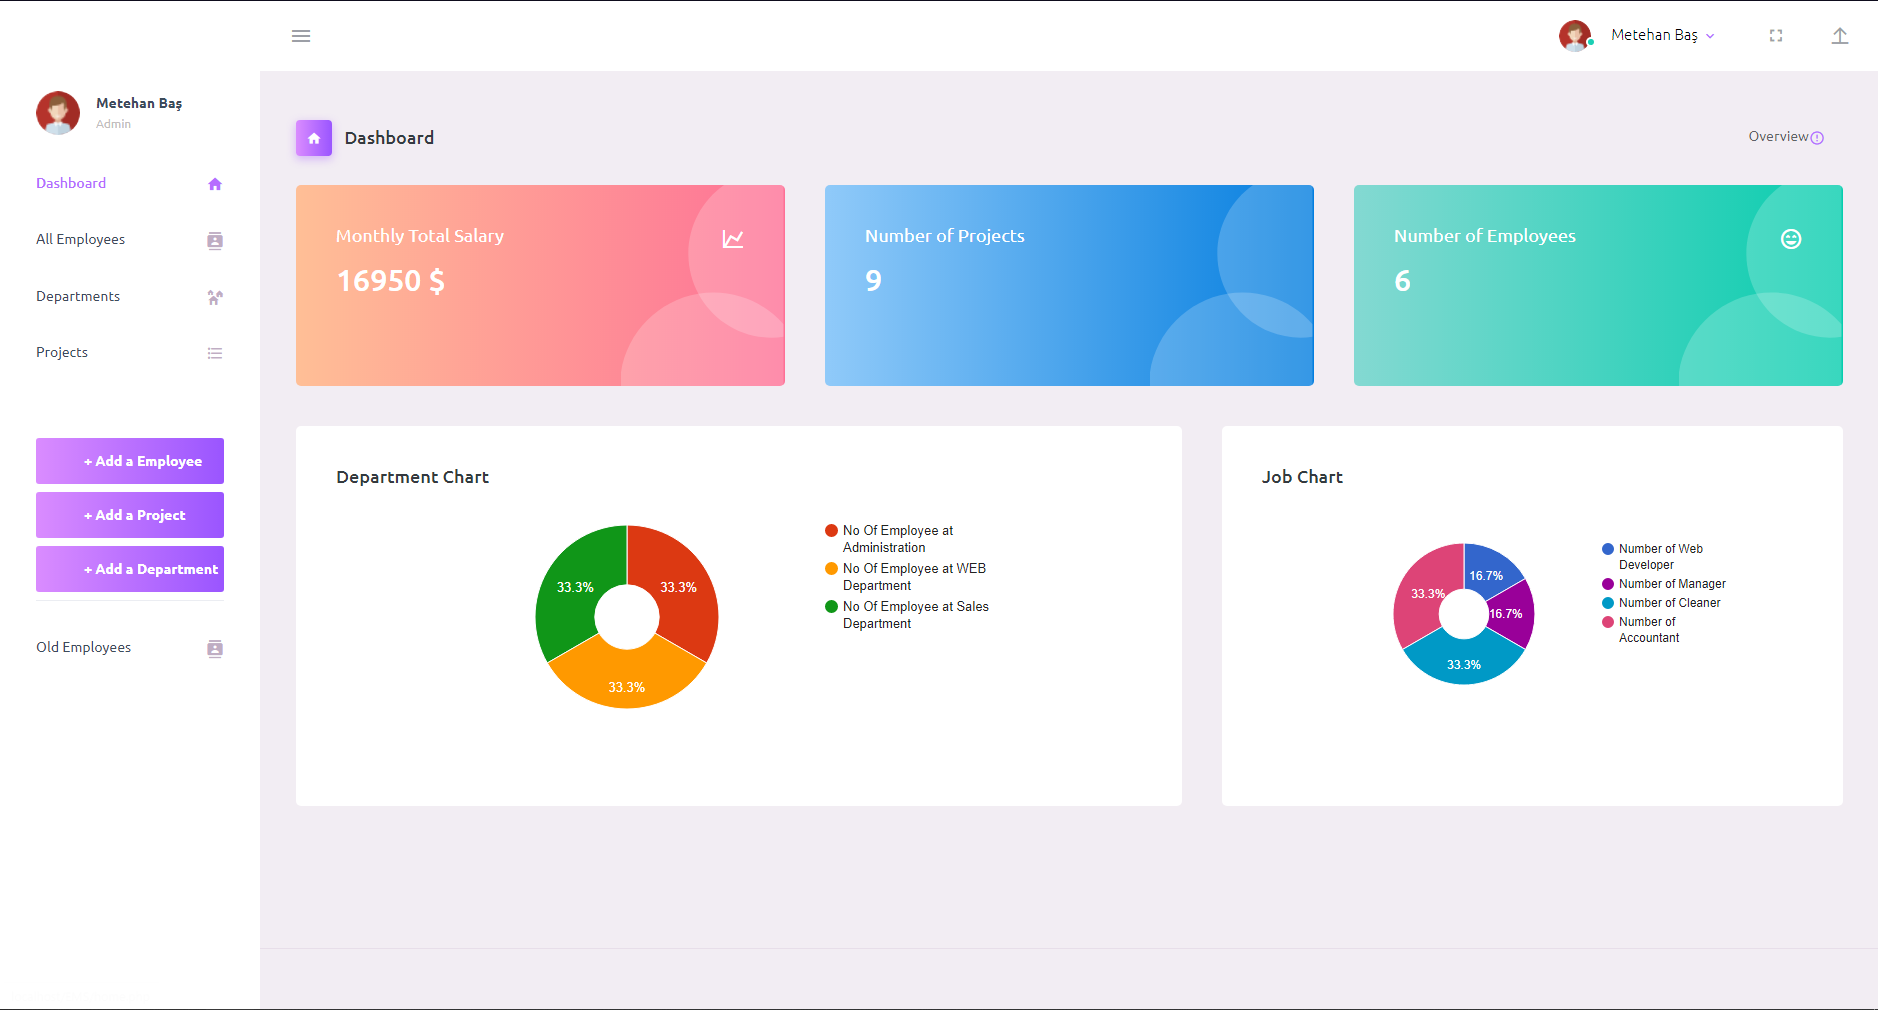 Metehan Baş
Metehan Baş
Admin
Dashboard
All Employees
Departments
Projects
+ Add a Employee
+ Add a Project
+ Add a Department
Old Employees
Dashboard
Overview
Monthly Total Salary
16950 $
Number of Projects
9
Number of Employees
6
Department Chart
33.3%
33.3%
33.3%
No Of Employee at
Administration
No Of Employee at WEB
Department
No Of Employee at Sales
Department
Job Chart
16.7%
33.3%
16.7%
33.3%
Number of Web
Developer
Number of Manager
Number of Cleaner
Number of
Accountant